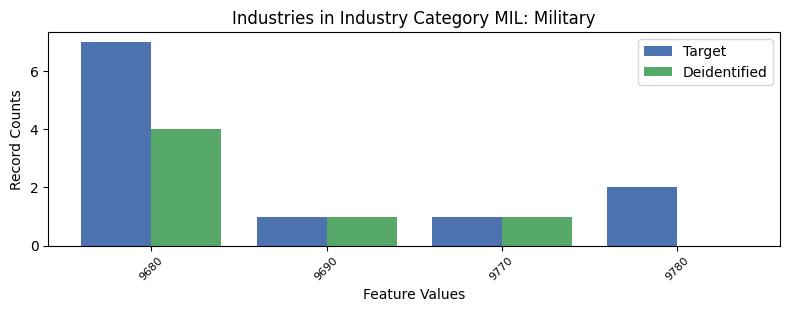 Industries in Industry Category MIL: Military
Target
Deidentified
Record Counts
6
4
2
0
9680
9690
9770
9780
Feature Values